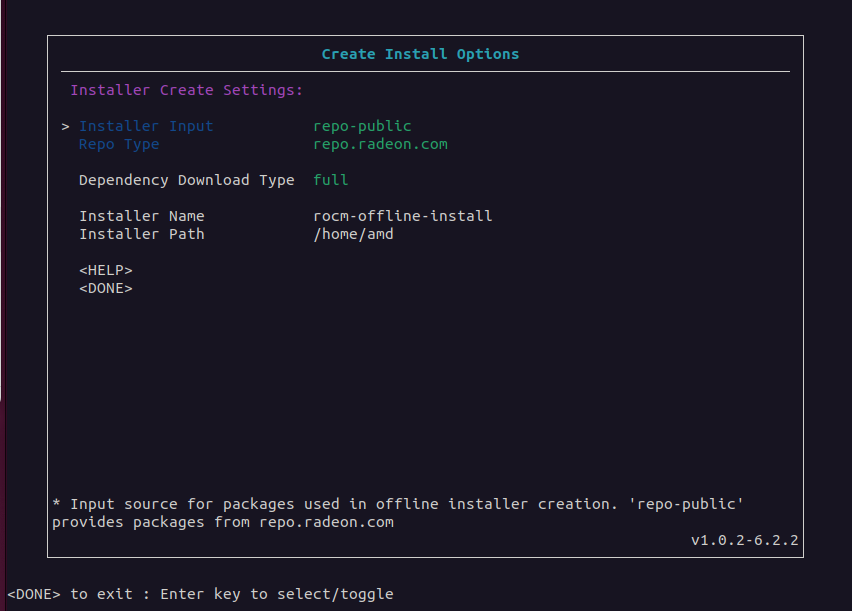 Create Install Options
Installer Create Settings:
> Installer Input repo-public
Repo Type repo.radeon.com
Dependency Download Type full
Installer Name rocm-offline-install
Installer Path /home/amd
<HELP>
<DONE>
* Input source for packages used in offline installer creation. 'repo-public'
provides packages from repo.radeon.com
v1.0.2-6.2.2
<DONE> to exit : Enter key to select/toggle